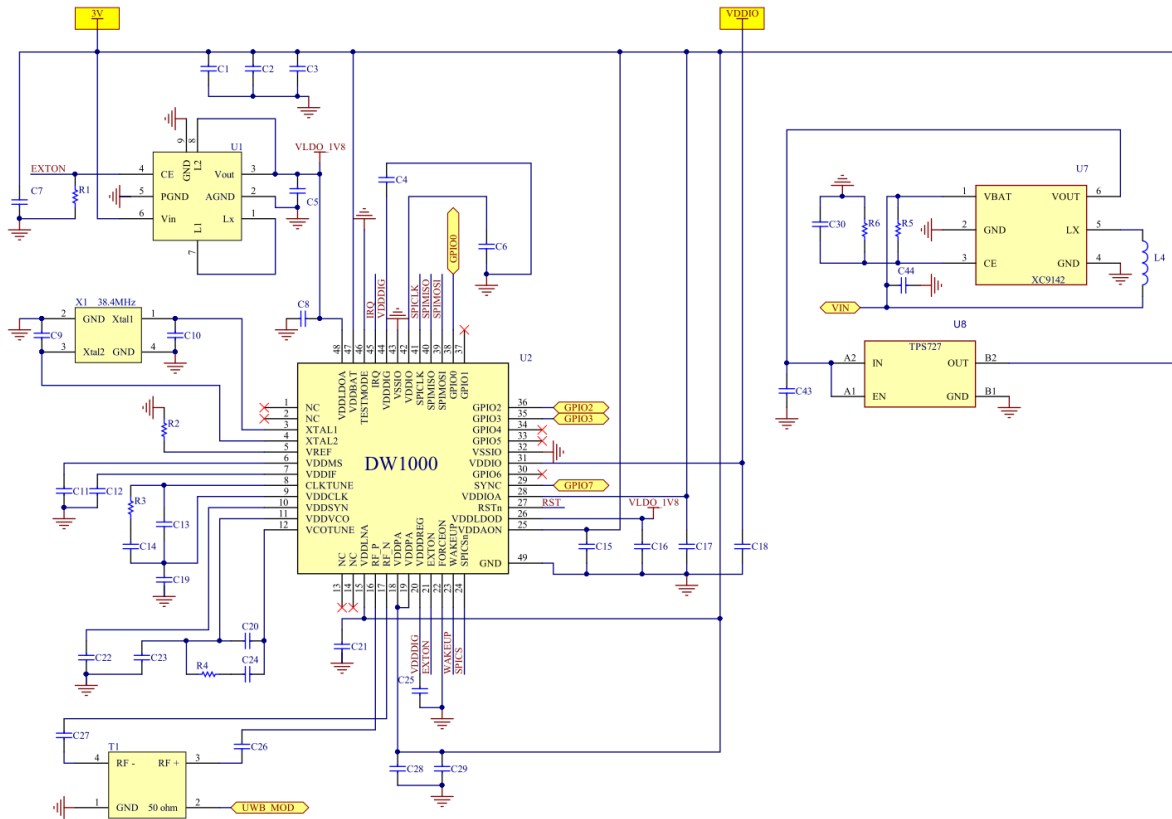 3V
VDDIO
C1
C2
C3
9
8
GND
L2
U1
VLDO_1V8
EXTON
4
CE
Vout
3
C7
R1
5
PGND
AGND
2
C5
6
Vin
Lx
1
L1
7
C4
C6
GPIO0
U7
1
VBAT
VOUT
6
C30
R6
R5
2
GND
LX
5
3
CE
GND
4
XC9142
L4
C44
VIN
X1 38.4MHz
2
GND
Xtal1
1
C9
C10
3
Xtal2
GND
4
C8
IRQ
VDDDIG
SPICLK
SPIMISO
SPIMOSI
U8
TPS727
A2
IN
OUT
B2
A1
EN
GND
B1
C43
U2
48
47
46
45
44
43
42
41
40
39
38
37
VDDLDOA
VDDBAT
TESTMODE
IRQ
VDDDIG
VSSIO
VDDIO
SPICLK
SPIMISO
SPIMOSI
GPIO0
GPIO1
1
NC
2
NC
3
XTAL1
4
XTAL2
5
VREF
6
VDDMS
7
VDDIF
8
CLKTUNE
9
VDDCLK
10
VDDSYN
11
VDDVCO
12
VCOTUNE
DW1000
GPIO2
36
GPIO2
GPIO3
35
GPIO3
GPIO4
34
GPIO5
33
VSSIO
32
VDDIO
31
GPIO6
30
SYNC
29
GPIO7
VDDIOA
28
RSTn
27
RST
VDDLDOD
26
VLDO_1V8
VDDAON
25
GND
49
R2
C11
C12
R3
C13
C14
C19
C15
C16
C17
C18
NC
NC
VDDLNA
RF_P
RF_N
VDDPA
VDDPA
VDDDREG
EXTON
FORCEON
WAKEUP
SPICSn
13
14
15
16
17
18
19
20
21
22
23
24
C20
C22
C23
R4
C24
C21
VDDDIG
EXTON
WAKEUP
SPICS
C25
C27
C26
T1
4
RF -
RF +
3
C28
C29
1
GND
50 ohm
2
UWB_MOD